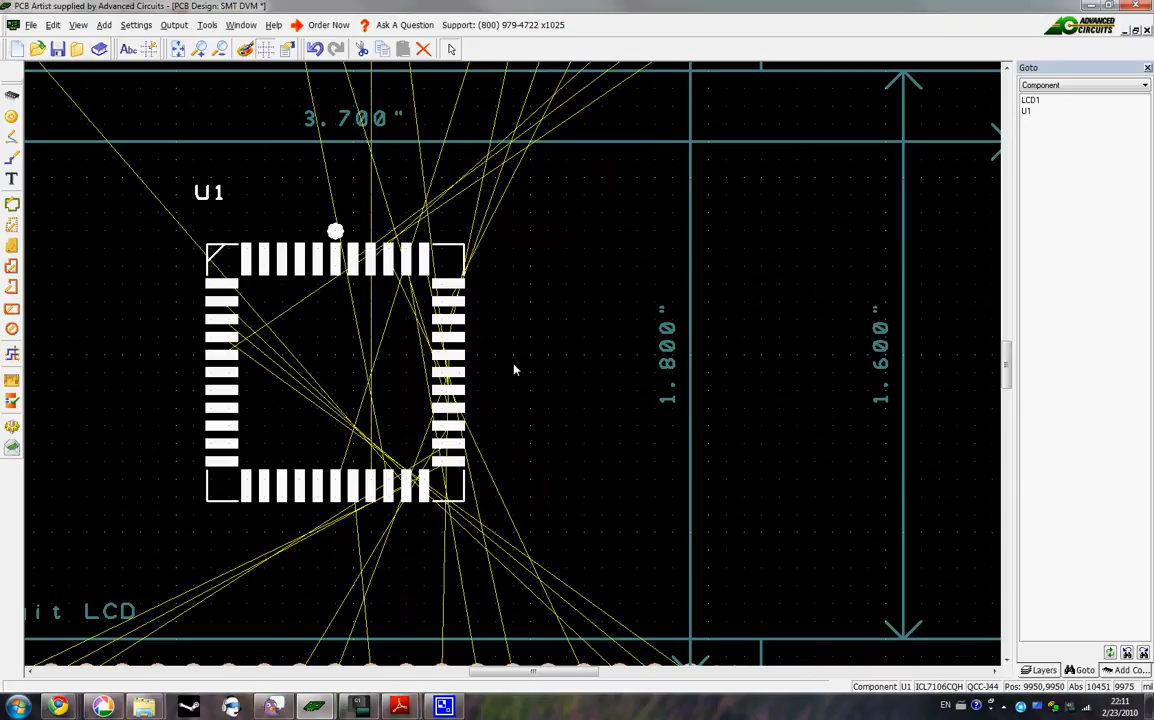 PCB Artist supplied by Advanced Circuits - [PCB Design: SMT DVM *]
File Edit View Add Settings Output Tools Window Help Order Now ? Ask A Question Support: (800) 979-4722 x1025
ADVANCED CIRCUITS
Abc
Goto
Component
LCD1
U1
3.700"
U1
1.800"
1.600"
it LCD
T
Layers Goto Add Co...
Component U1 ICL7106CQH QCC-J44 Pos: 9950,9950 Abs 10451 9975 mil
EN 22:11
2/23/2010